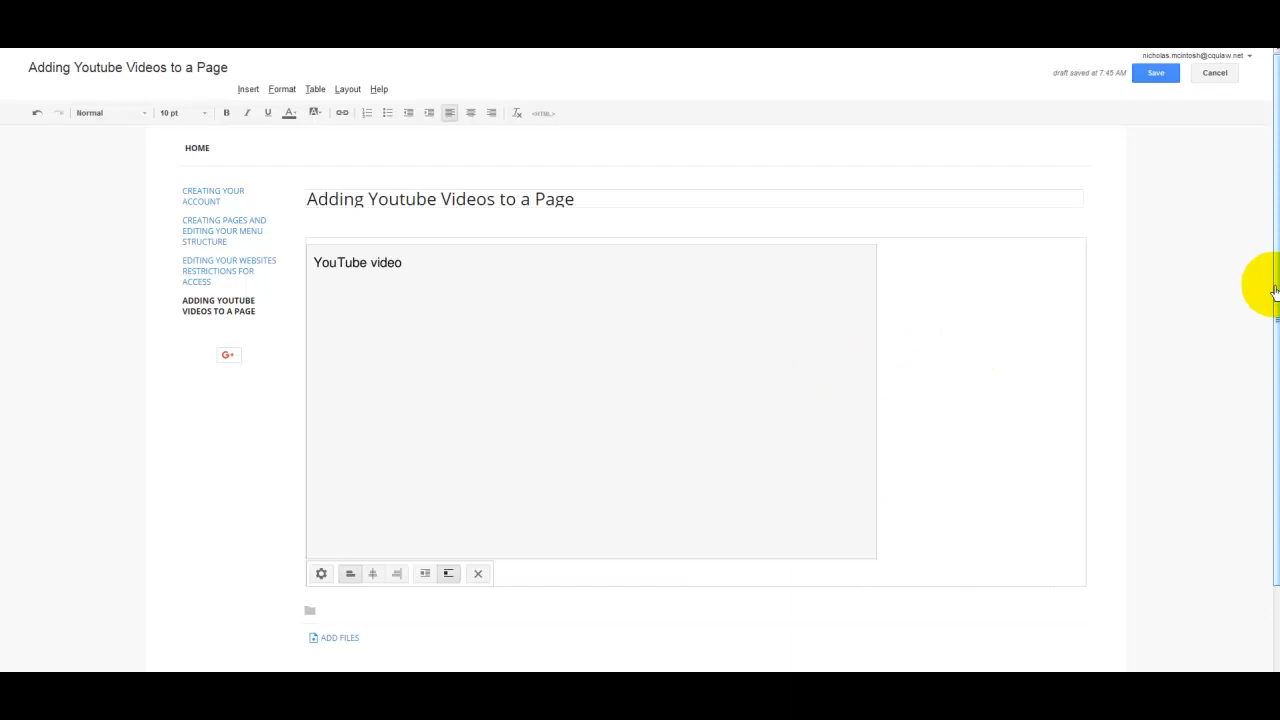 nicholas.mcintosh@cqulaw.net
Adding Youtube Videos to a Page
draft saved at 7:45 AM Save Cancel
Insert Format Table Layout Help
Normal 10 pt B I U A A <HTML>
HOME
CREATING YOUR
ACCOUNT
CREATING PAGES AND
EDITING YOUR MENU
STRUCTURE
EDITING YOUR WEBSITES
RESTRICTIONS FOR
ACCESS
ADDING YOUTUBE
VIDEOS TO A PAGE
G+
Adding Youtube Videos to a Page
YouTube video
ADD FILES